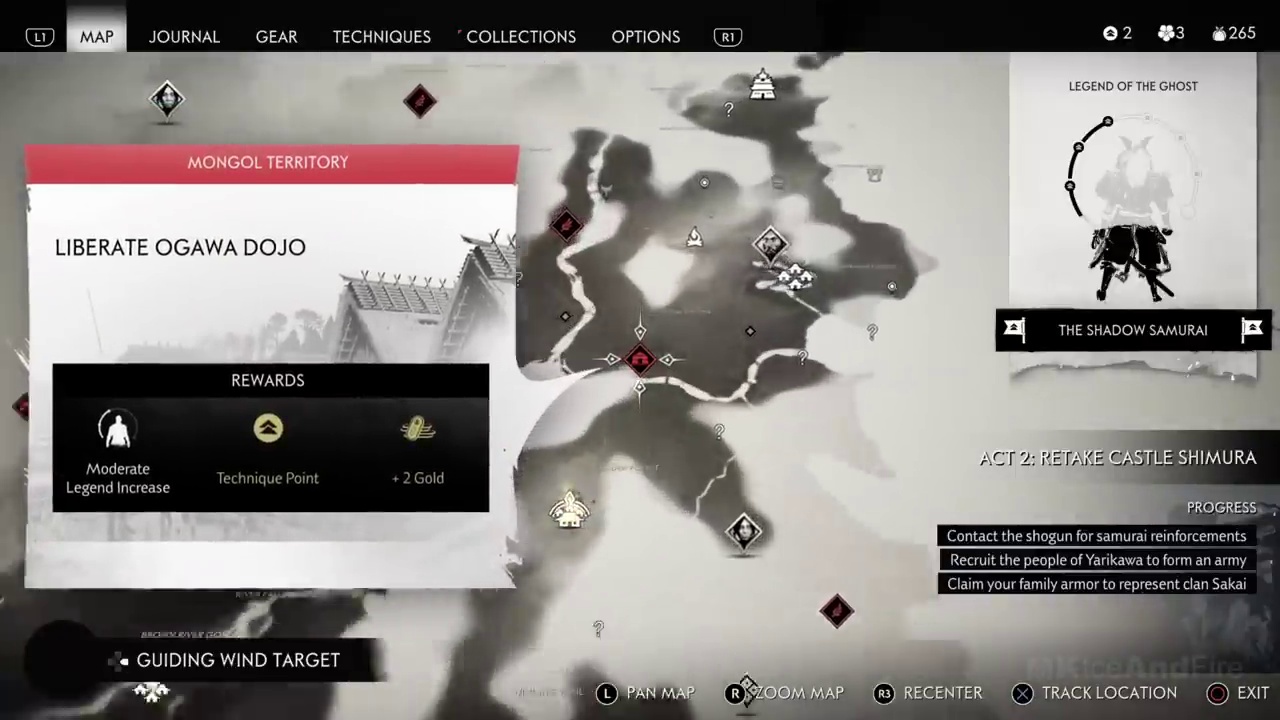 L1 MAP JOURNAL GEAR TECHNIQUES COLLECTIONS OPTIONS R1
2 3 265
LEGEND OF THE GHOST
THE SHADOW SAMURAI
MONGOL TERRITORY
LIBERATE OGAWA DOJO
REWARDS
Moderate
Legend Increase
Technique Point
+ 2 Gold
ACT 2: RETAKE CASTLE SHIMURA
PROGRESS
Contact the shogun for samurai reinforcements
Recruit the people of Yarikawa to form an army
Claim your family armor to represent clan Sakai
GUIDING WIND TARGET
L PAN MAP R ZOOM MAP R3 RECENTER TRACK LOCATION EXIT